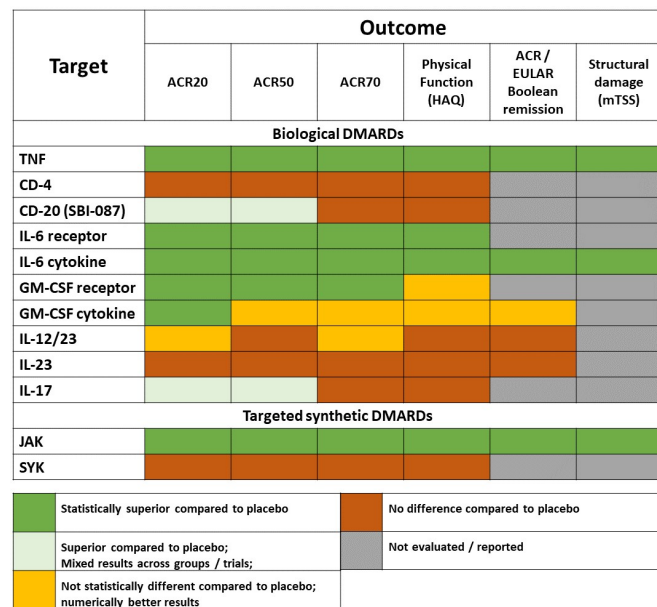 Target
Outcome
ACR20
ACR50
ACR70
Physical
Function
(HAQ)
ACR /
EULAR
Boolean
remission
Structural
damage
(mTSS)
Biological DMARDs
TNF
CD-4
CD-20 (SBI-087)
IL-6 receptor
IL-6 cytokine
GM-CSF receptor
GM-CSF cytokine
IL-12/23
IL-23
IL-17
Targeted synthetic DMARDs
JAK
SYK
Statistically superior compared to placebo
No difference compared to placebo
Superior compared to placebo;
Mixed results across groups / trials;
Not evaluated / reported
Not statistically different compared to placebo;
numerically better results